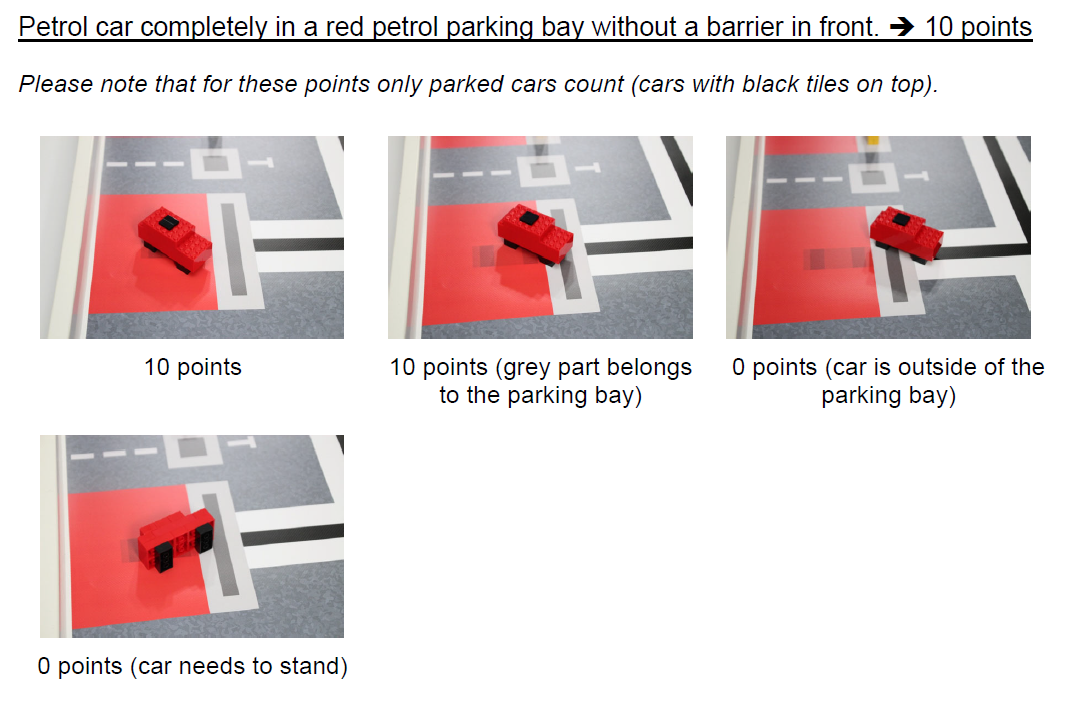 Petrol car completely in a red petrol parking bay without a barrier in front. ➔ 10 points
Please note that for these points only parked cars count (cars with black tiles on top).
10 points
10 points (grey part belongs
to the parking bay)
0 points (car is outside of the
parking bay)
0 points (car needs to stand)